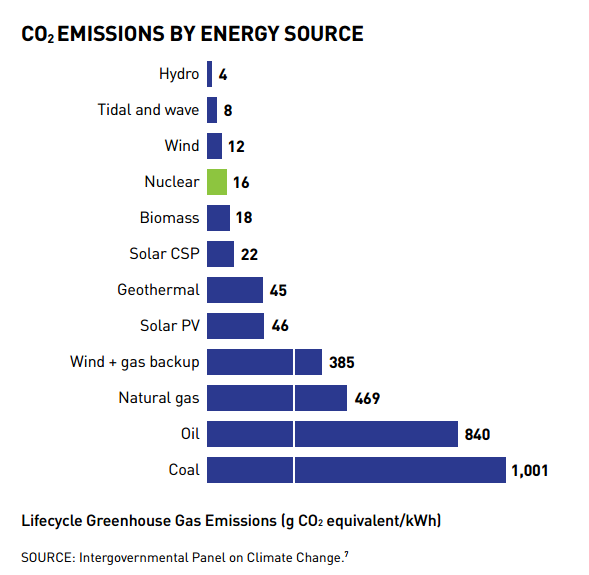 CO₂ EMISSIONS BY ENERGY SOURCE
Hydro 4
Tidal and wave 8
Wind 12
Nuclear 16
Biomass 18
Solar CSP 22
Geothermal 45
Solar PV 46
Wind + gas backup 385
Natural gas 469
Oil 840
Coal 1,001
Lifecycle Greenhouse Gas Emissions (g CO₂ equivalent/kWh)
SOURCE: Intergovernmental Panel on Climate Change.⁷